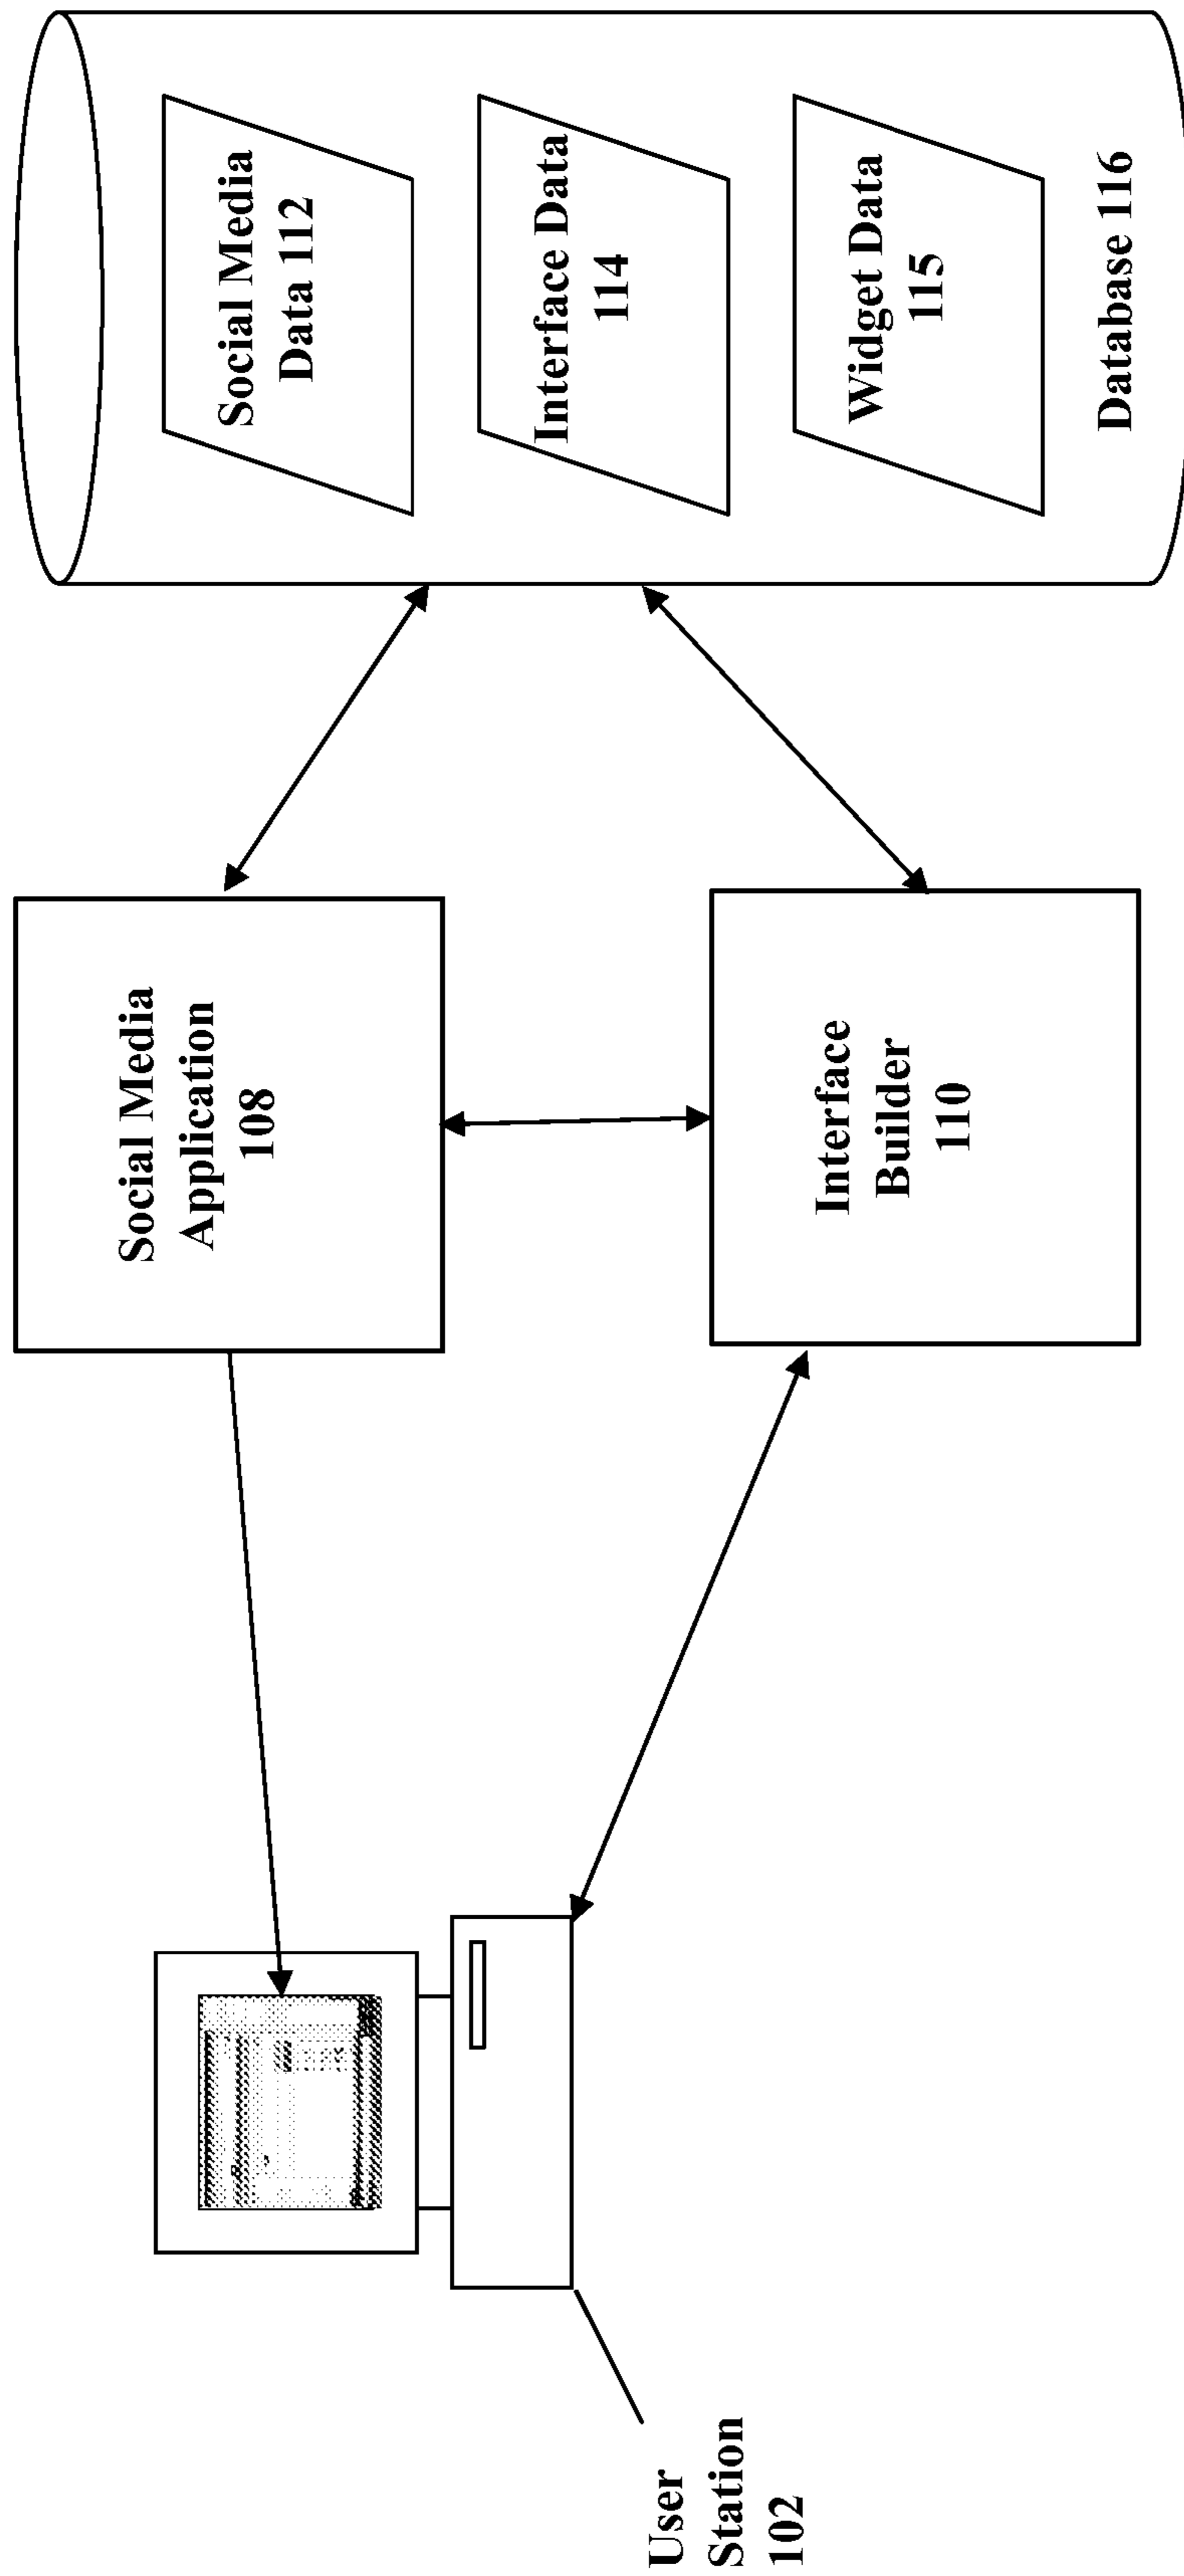 User
Station
102
Social Media
Application
108
Interface
Builder
110
Social Media
Data 112
Interface Data
114
Widget Data
115
Database 116